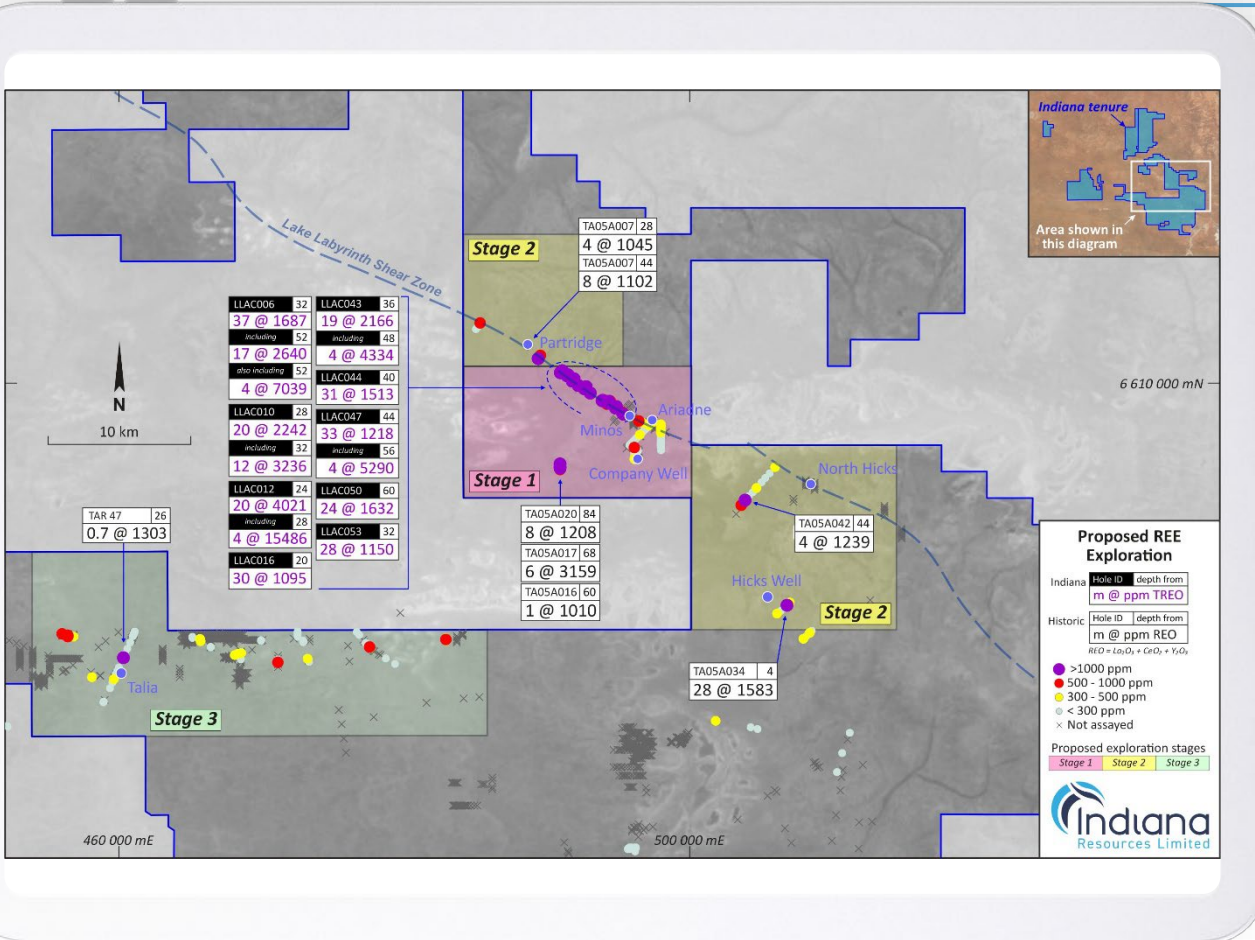 Indiana tenure
Area shown in
this diagram
Lake Labyrinth Shear Zone
Stage 2
TA05A007 28
4 @ 1045
TA05A007 44
8 @ 1102
Partridge
6 610 000 mN
N
10 km
LLAC006 32
37 @ 1687
including 52
17 @ 2640
also including 52
4 @ 7039
LLAC010 28
20 @ 2242
including 32
12 @ 3236
LLAC012 24
20 @ 4021
including 28
4 @ 15486
LLAC016 20
30 @ 1095
LLAC043 36
19 @ 2166
including 48
4 @ 4334
LLAC044 40
31 @ 1513
LLAC047 44
33 @ 1218
including 56
4 @ 5290
LLAC050 60
24 @ 1632
LLAC053 32
28 @ 1150
Ariadne
Minos
Company Well
Stage 1
North Hicks
TA05A020 84
8 @ 1208
TA05A017 68
6 @ 3159
TA05A016 60
1 @ 1010
TA05A042 44
4 @ 1239
Hicks Well
Stage 2
TA05A034 4
28 @ 1583
TAR 47 26
0.7 @ 1303
Talia
Stage 3
460 000 mE
500 000 mE
Proposed REE
Exploration
Indiana Hole ID depth from
m @ ppm TREO
Historic Hole ID depth from
m @ ppm REO
REO = La₂O₃ + CeO₂ + Y₂O₃
>1000 ppm
500 - 1000 ppm
300 - 500 ppm
< 300 ppm
Not assayed
Proposed exploration stages
Stage 1 Stage 2 Stage 3
Indiana
Resources Limited